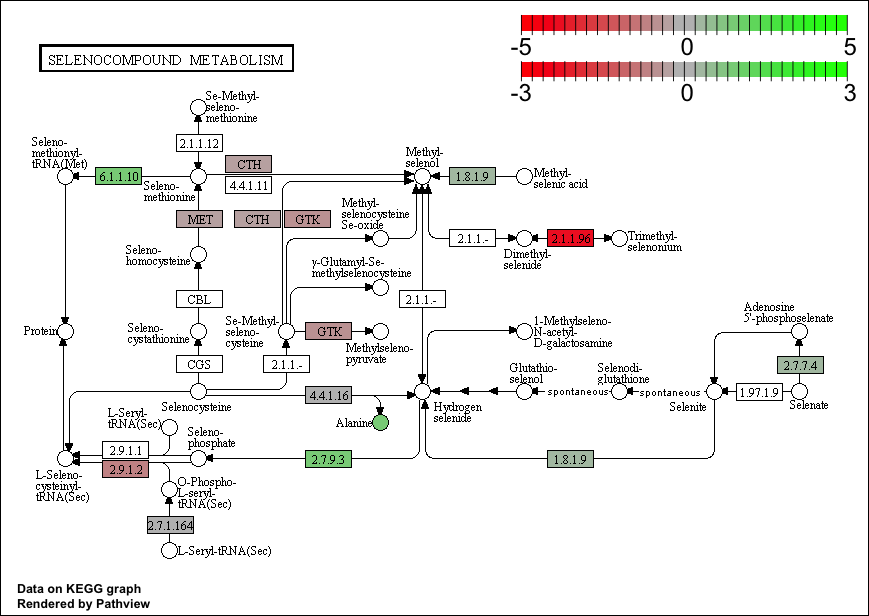 SELENOCOMPOUND METABOLISM
-5 0 5
-3 0 3
Se-Methyl-
seleno-
methionine
2.1.1.12
Seleno-
methionyl-
tRNA(Met)
6.1.1.10
Seleno-
methionine
CTH
4.4.1.11
Methyl-
selenol
1.8.1.9
Methyl-
selenic acid
MET
CTH
GTK
Methyl-
selenocysteine
Se-oxide
2.1.1.-
Dimethyl-
selenide
2.1.1.96
Trimethyl-
selenonium
Seleno-
homocysteine
γ-Glutamyl-Se-
methylselenocysteine
CBL
2.1.1.-
Protein
Seleno-
cystathionine
Se-Methyl-
seleno-
cysteine
GTK
Methylseleno-
pyruvate
1-Methylseleno-
N-acetyl-
D-galactosamine
Adenosine
5'-phosphoselenate
CGS
2.1.1.-
Glutathio-
selenol
Selenodi-
glutathione
2.7.7.4
Selenocysteine
4.4.1.16
Alanine
Hydrogen
selenide
spontaneous
spontaneous
Selenite
1.97.1.9
Selenate
L-Seryl-
tRNA(Sec)
Seleno-
phosphate
2.9.1.1
2.9.1.2
2.7.9.3
1.8.1.9
L-Seleno-
cysteinyl-
tRNA(Sec)
O-Phospho-
L-seryl-
tRNA(Sec)
2.7.1.164
L-Seryl-tRNA(Sec)
Data on KEGG graph
Rendered by Pathview